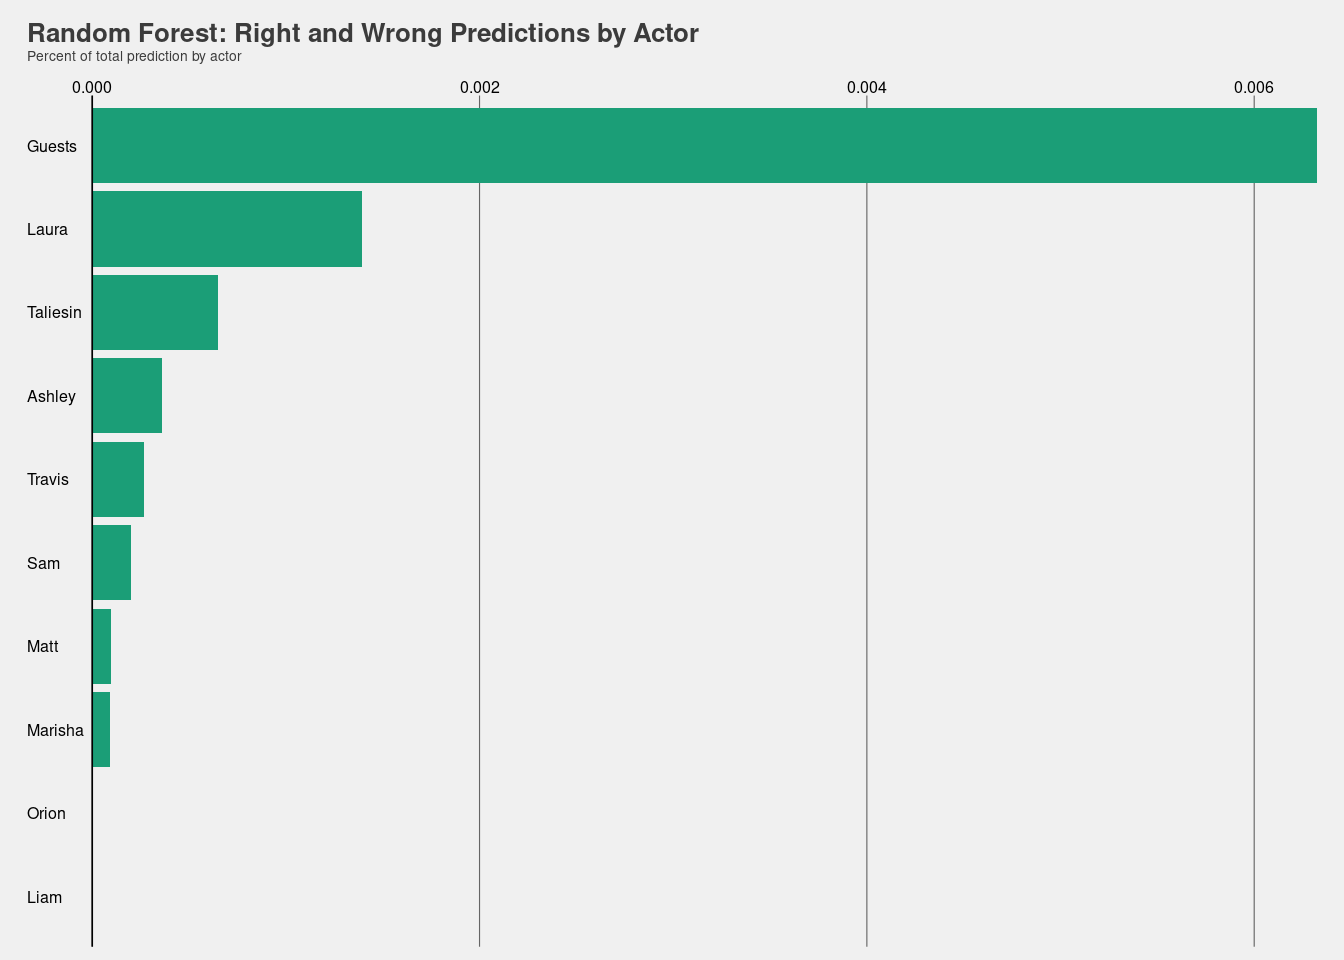 Random Forest: Right and Wrong Predictions by Actor
Percent of total prediction by actor
0.000 0.002 0.004 0.006
Guests
Laura
Taliesin
Ashley
Travis
Sam
Matt
Marisha
Orion
Liam